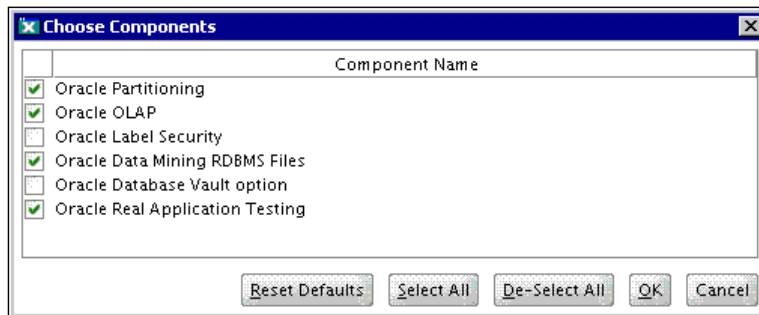 Choose Components
Component Name
Oracle Partitioning
Oracle OLAP
Oracle Label Security
Oracle Data Mining RDBMS Files
Oracle Database Vault option
Oracle Real Application Testing
Reset Defaults Select All De-Select All OK Cancel